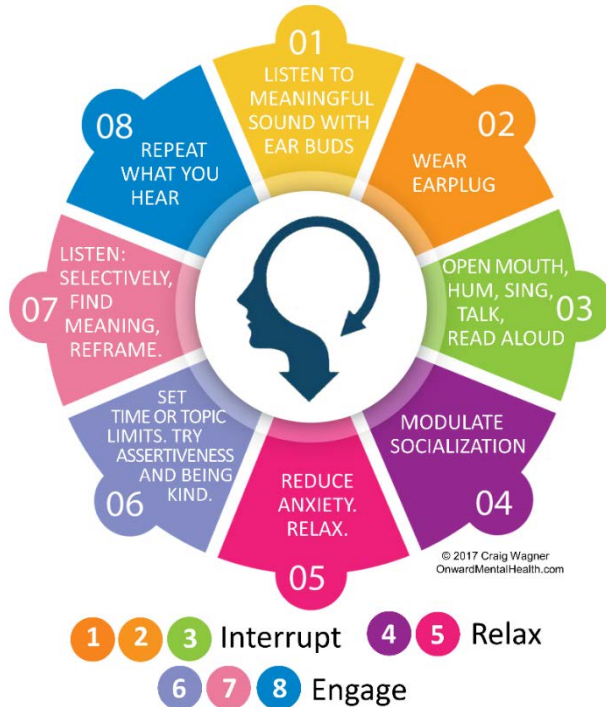 01
LISTEN TO
MEANINGFUL
SOUND WITH
EAR BUDS
02
WEAR
EARPLUG
OPEN MOUTH,
HUM, SING,
TALK,
READ ALOUD
03
MODULATE
SOCIALIZATION
04
REDUCE
ANXIETY.
RELAX.
05
SET
TIME OR TOPIC
LIMITS. TRY
ASSERTIVENESS
AND BEING
KIND.
06
LISTEN:
SELECTIVELY,
FIND
MEANING,
REFRAME.
07
08
REPEAT
WHAT YOU
HEAR
© 2017 Craig Wagner
OnwardMentalHealth.com
1 2 3 Interrupt 4 5 Relax
6 7 8 Engage